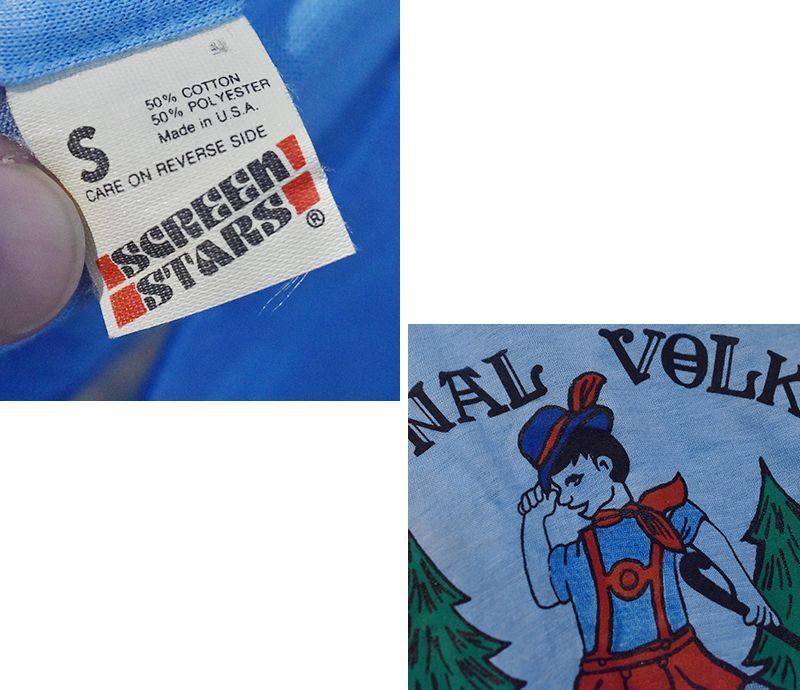 50% COTTON
50% POLYESTER
Made in U.S.A.
S
CARE ON REVERSE SIDE
SCREEN
STARS ®
NAL VOLK